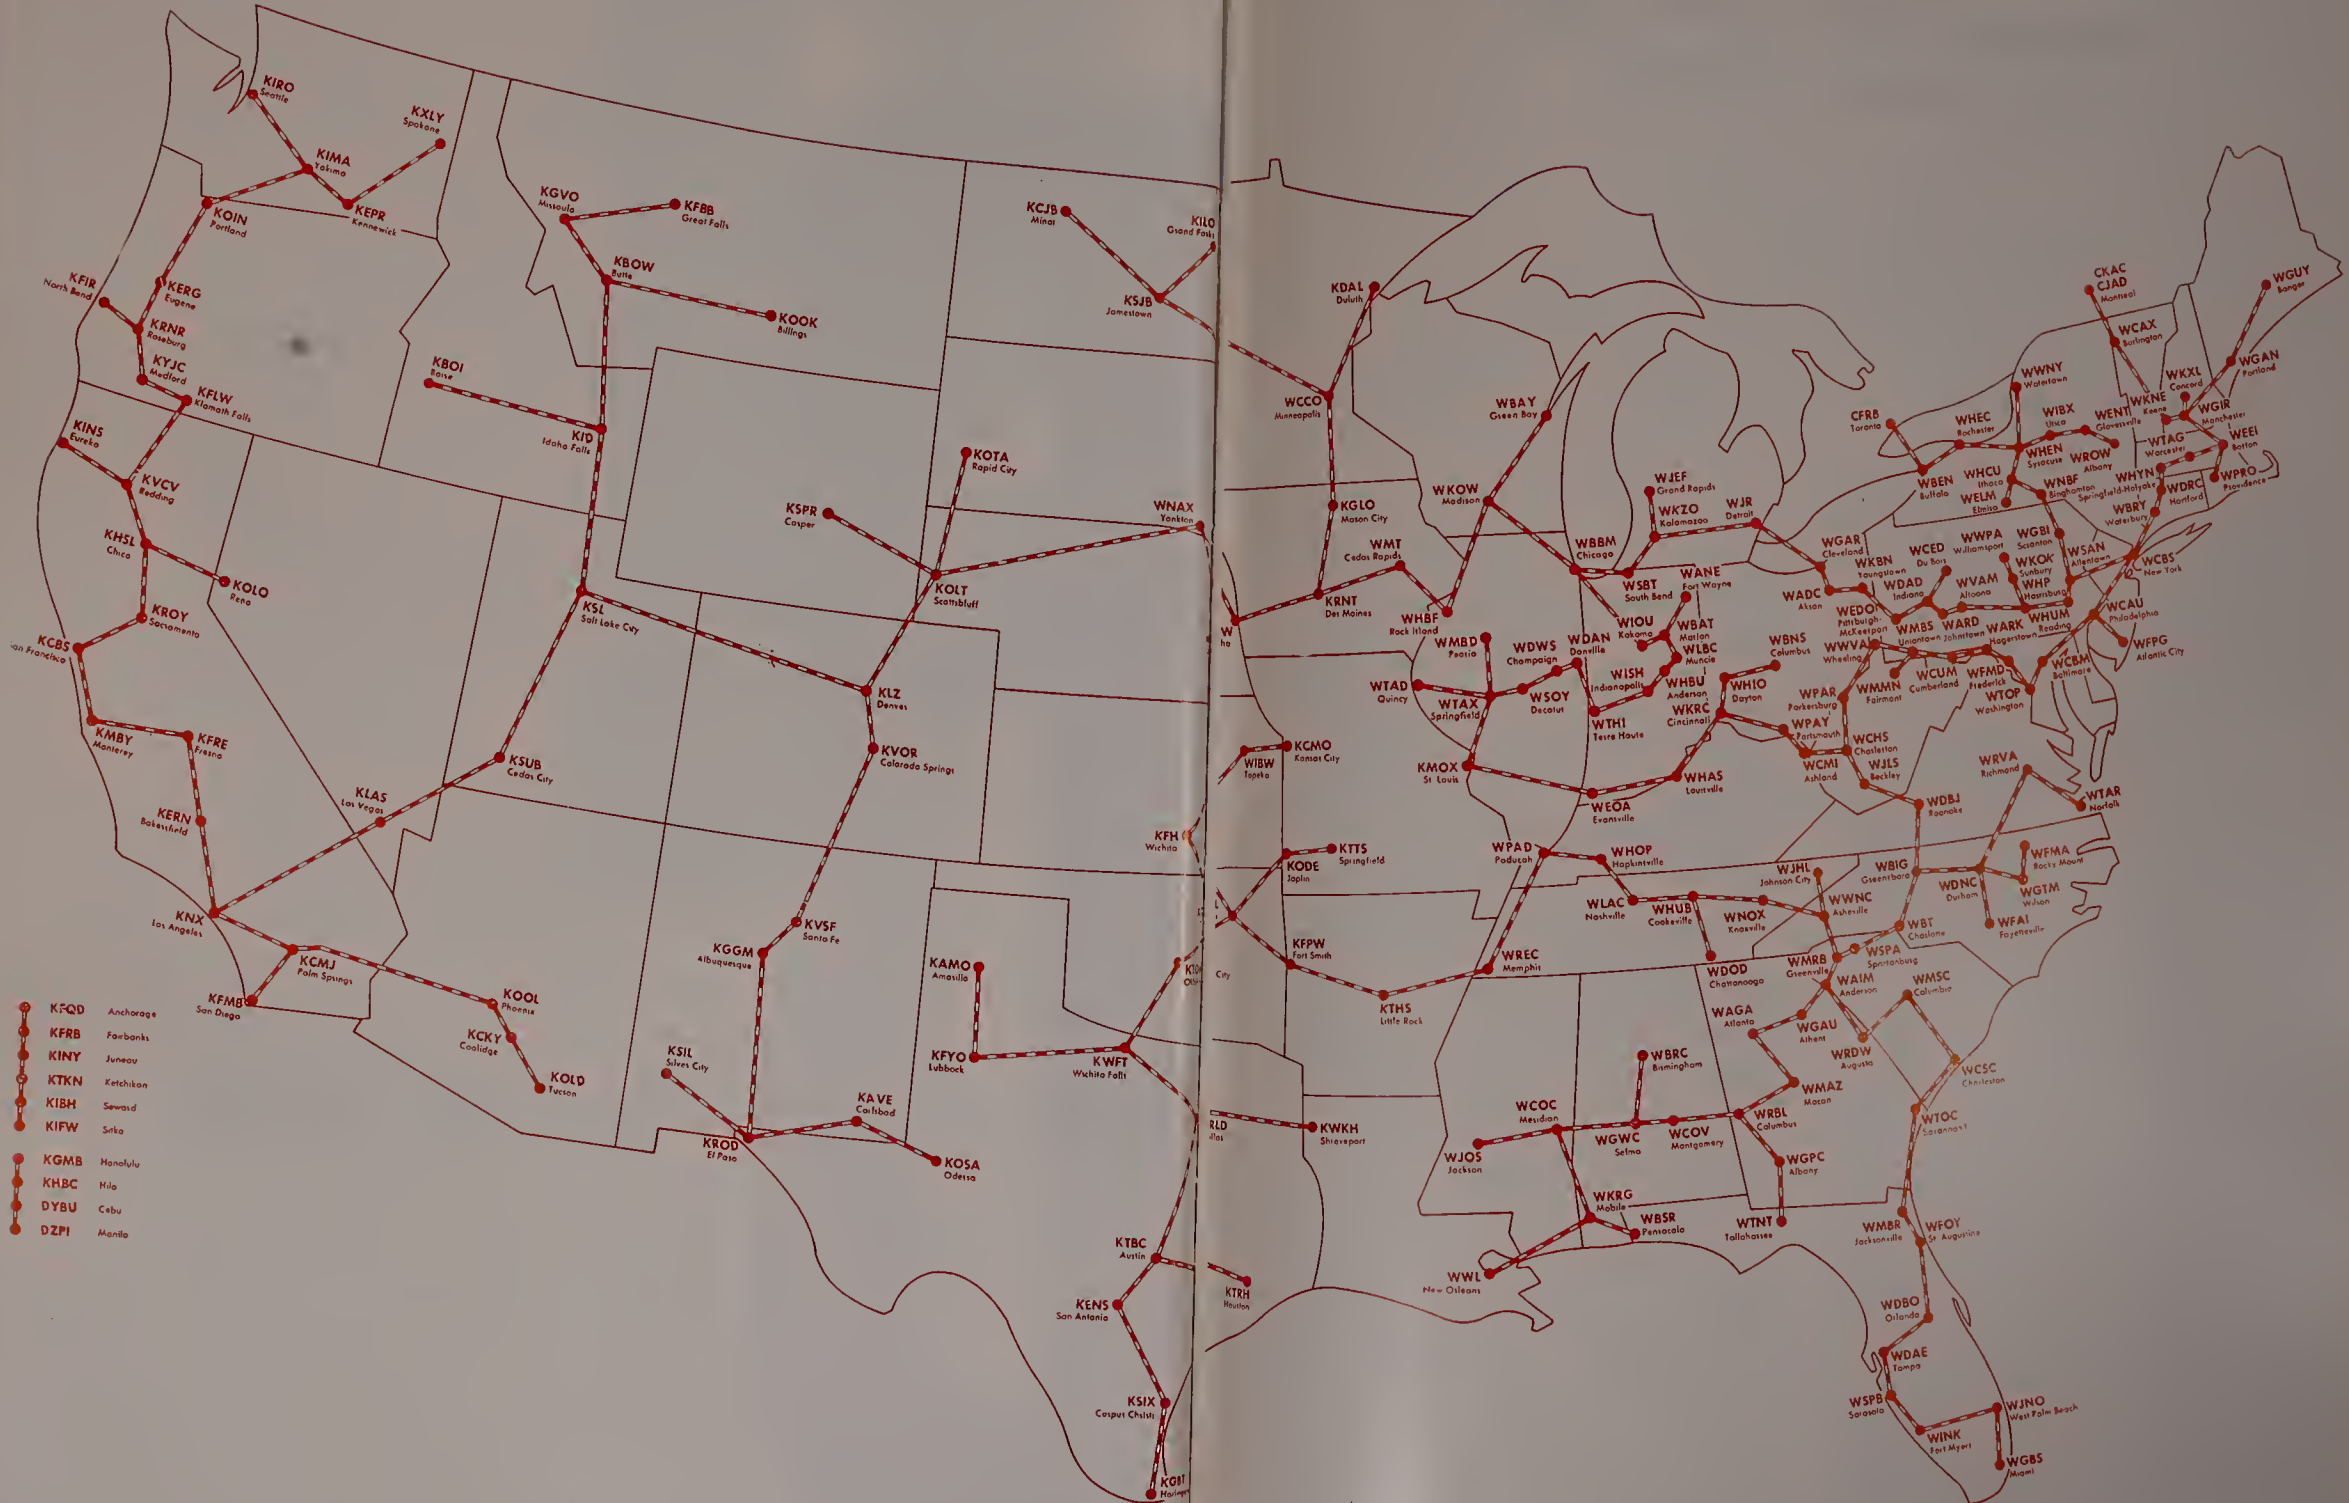 KIRO
Seattle
KXLY
Spokane
KIMA
Yakima
KEPR
Kennewick
KOIN
Portland
KFIR
North Bend
KERG
Eugene
KRNR
Roseburg
KYJC
Medford
KFLW
Klamath Falls
KINS
Eureka
KVCV
Redding
KHSL
Chico
KOLO
Reno
KROY
Sacramento
KCBS
San Francisco
KMBY
Monterey
KFRE
Fresno
KERN
Bakersfield
KLAS
Las Vegas
KNX
Los Angeles
KCMJ
Palm Springs
KFMB
San Diego
KOOL
Phoenix
KCKY
Coolidge
KOLD
Tucson
KFQD Anchorage
KFRB Fairbanks
KINY Juneau
KTKN Ketchikan
KIBH Seward
KIFW Sitka
KGMB Honolulu
KHBC Hilo
DYBU Cebu
DZPI Manila
KGVO
Missoula
KFBB
Great Falls
KBOW
Butte
KOOK
Billings
KBOI
Boise
KID
Idaho Falls
KSL
Salt Lake City
KSUB
Cedar City
KCJB
Minot
KILO
Grand Forks
KSJB
Jamestown
KOTA
Rapid City
KSPR
Casper
WNAX
Yankton
KOLT
Scottsbluff
KLZ
Denver
KVOR
Colorado Springs
KVSF
Santa Fe
KGGM
Albuquerque
KSIL
Silver City
KROD
El Paso
KAVE
Carlsbad
KOSA
Odessa
KAMO
Amarillo
KFYO
Lubbock
KWFT
Wichita Falls
KFH
Wichita
City
RLD
KTBC
Austin
KTRH
Houston
KENS
San Antonio
KSIX
Corpus Christi
KGBT
KWKH
Shreveport
KDAL
Duluth
WCCO
Minneapolis
KGLO
Mason City
WMT
Cedar Rapids
KRNT
Des Moines
W
ha
WIBW
Topeka
KCMO
Kansas City
KODE
Joplin
KTTS
Springfield
KFPW
Fort Smith
KTHS
Little Rock
WREC
Memphis
WBAY
Green Bay
WKOW
Madison
WHBF
Rock Island
WBBM
Chicago
WJEF
Grand Rapids
WKZO
Kalamazoo
WJR
Detroit
WSBT
South Bend
WANE
Fort Wayne
WIOU
Kokomo
WBAT
Marion
WLBC
Muncie
WISH
Indianapolis
WHBU
Anderson
WTHI
Terre Haute
WMBD
Peoria
WDWS
Champaign
WDAN
Danville
WTAD
Quincy
WTAX
Springfield
WSOY
Decatur
KMOX
St Louis
WEOA
Evansville
WHAS
Louisville
WKRC
Cincinnati
WHIO
Dayton
WBNS
Columbus
WPAY
Portsmouth
WCMI
Ashland
WCHS
Charleston
WPAR
Parkersburg
WJLS
Beckley
WDBJ
Roanoke
WPAD
Paducah
WHOP
Hopkinsville
WLAC
Nashville
WHUB
Cookeville
WDOD
Chattanooga
WNOX
Knoxville
WJHL
Johnson City
WWNC
Asheville
WBIG
Greensboro
WDNC
Durham
WFMA
Rocky Mount
WGTM
Wilson
WFAI
Fayetteville
WRVA
Richmond
WTAR
Norfolk
WBT
Charlotte
WSPA
Spartanburg
WMRB
Greenville
WAIM
Anderson
WMSC
Columbia
WGAU
Athens
WAGA
Atlanta
WRDW
Augusta
WCSC
Charleston
WTOC
Savannah
WMAZ
Macon
WRBL
Columbus
WGPC
Albany
WTNT
Tallahassee
WBRC
Birmingham
WCOC
Meridian
WJOS
Jackson
WGWC
Selma
WCOV
Montgomery
WKRG
Mobile
WBSR
Pensacola
WWL
New Orleans
WMBR
Jacksonville
WFOY
St Augustine
WDBO
Orlando
WDAE
Tampa
WSPB
Sarasota
WINK
Fort Myers
WJNO
West Palm Beach
WGBS
Miami
CKAC
CJAD
Montreal
WCAX
Burlington
WGUY
Bangor
WGAN
Portland
WKXL
Concord
WKNE
Keene
WGIR
Manchester
WEEI
Boston
WTAG
Worcester
WPRO
Providence
WHYN
Springfield-Holyoke
WDRC
Hartford
WBRY
Waterbury
WCBS
New York
CFRB
Toronto
WWNY
Watertown
WHEC
Rochester
WIBX
Utica
WENT
Gloversville
WBEN
Buffalo
WHEN
Syracuse
WROW
Albany
WHCU
Ithaca
WELM
Elmira
WNBF
Binghamton
WGBI
Scranton
WSAN
Allentown
WGAR
Cleveland
WADC
Akron
WKBN
Youngstown
WCED
Du Bois
WWPA
Williamsport
WKOK
Sunbury
WHP
Harrisburg
WEDO
Pittsburgh-
McKeesport
WDAD
Indiana
WVAM
Altoona
WARD
Johnstown
WHUM
Reading
WCAU
Philadelphia
WFPG
Atlantic City
WWVA
Wheeling
WMBS
Uniontown
WMMN
Fairmont
WCUM
Cumberland
WARK
Hagerstown
WFMD
Frederick
WTOP
Washington
WCBM
Baltimore